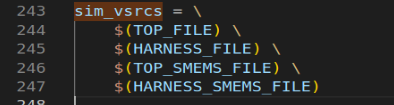 243 sim_vsrcs = \
244 $(TOP_FILE) \
245 $(HARNESS_FILE) \
246 $(TOP_SMEMS_FILE) \
247 $(HARNESS_SMEMS_FILE)
248